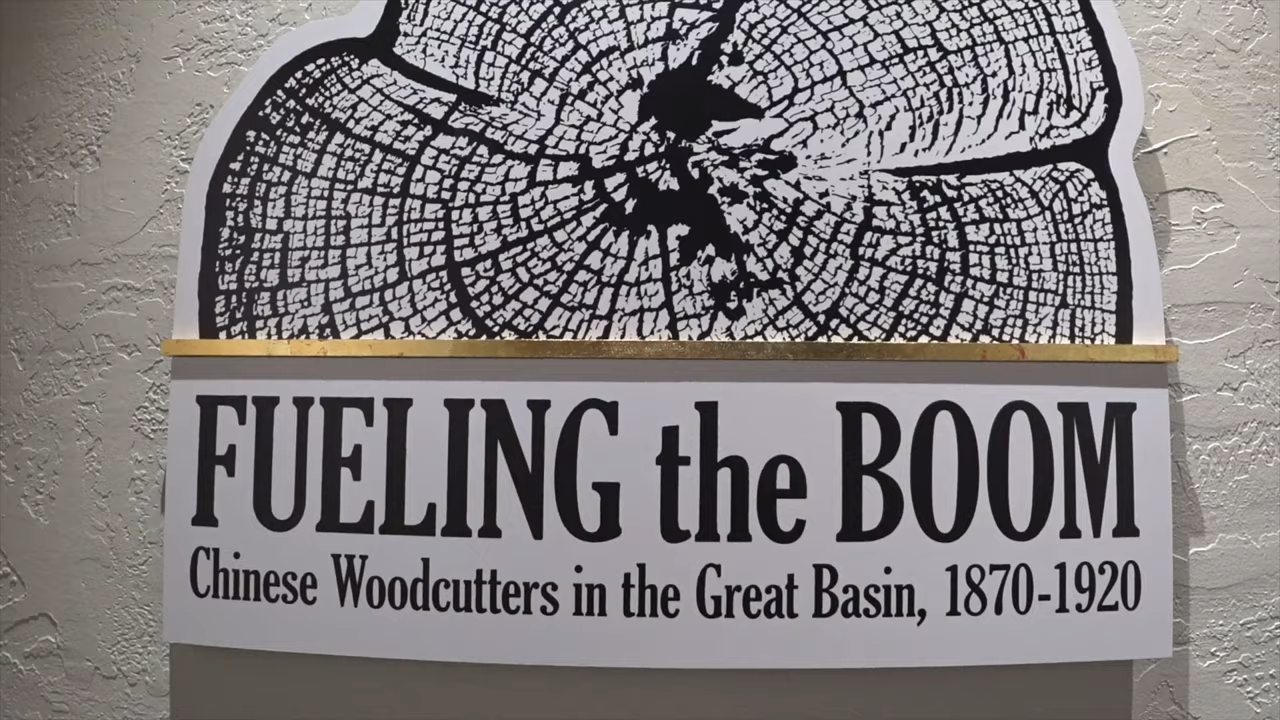 FUELING the BOOM
Chinese Woodcutters in the Great Basin, 1870-1920